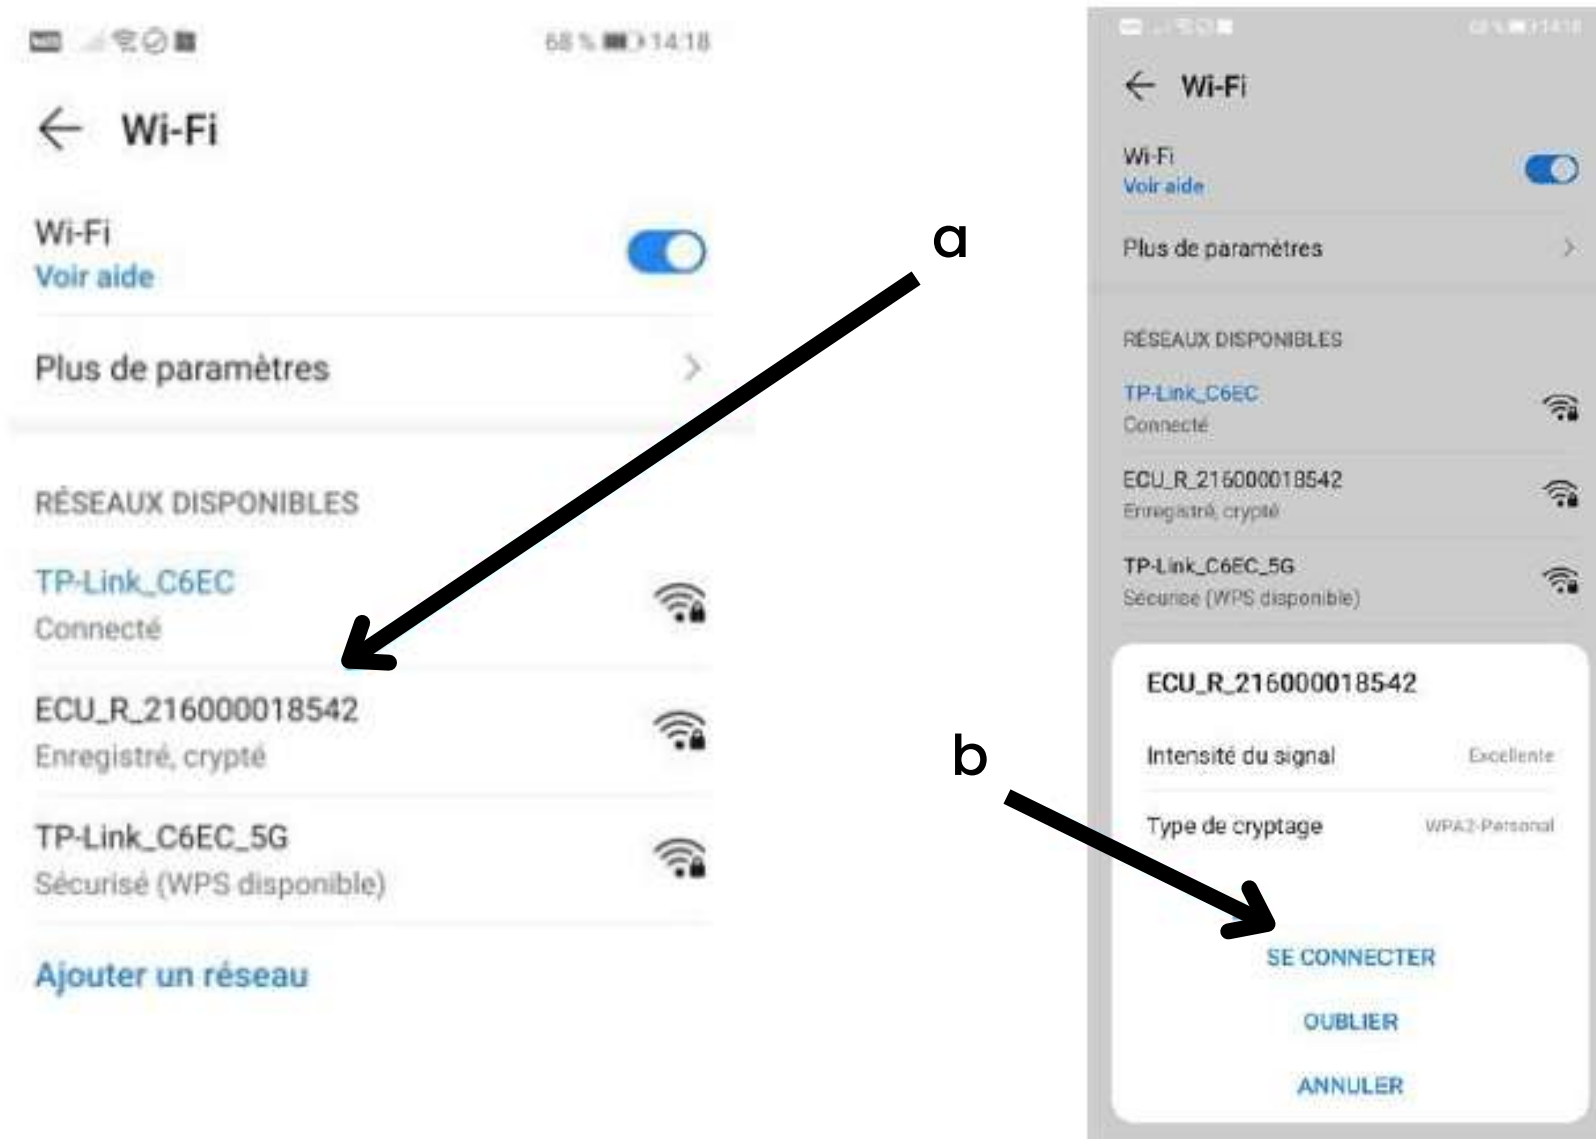 68 % 14:18
Wi-Fi
Wi-Fi
Voir aide
Plus de paramètres
RÉSEAUX DISPONIBLES
TP-Link_C6EC
Connecté
ECU_R_216000018542
Enregistré, crypté
TP-Link_C6EC_5G
Sécurisé (WPS disponible)
Ajouter un réseau
a
b
68 % 14:18
Wi-Fi
Wi-Fi
Voir aide
Plus de paramètres
RÉSEAUX DISPONIBLES
TP-Link_C6EC
Connecté
ECU_R_216000018542
Enregistré, crypté
TP-Link_C6EC_5G
Sécurisé (WPS disponible)
ECU_R_216000018542
Intensité du signal Excellente
Type de cryptage WPA2-Personal
SE CONNECTER
OUBLIER
ANNULER